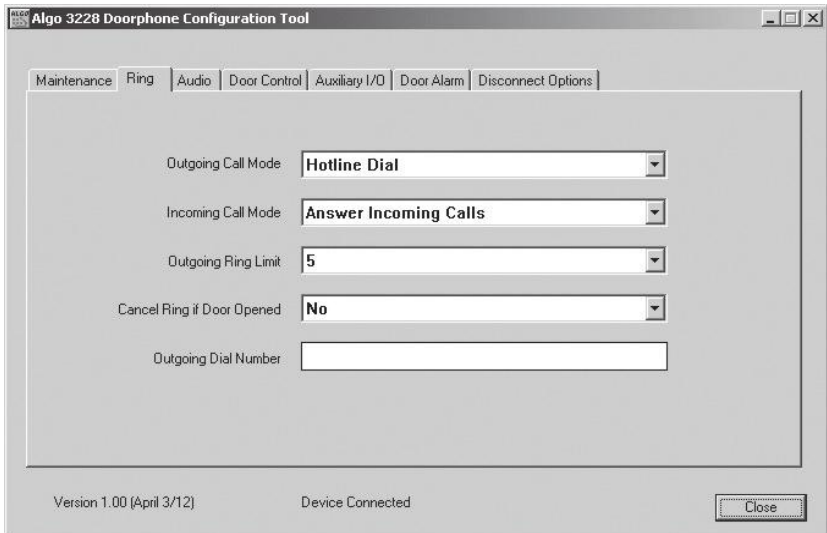 ALGO
Algo 3228 Doorphone Configuration Tool
Maintenance Ring Audio Door Control Auxiliary I/O Door Alarm Disconnect Options
Outgoing Call Mode Hotline Dial
Incoming Call Mode Answer Incoming Calls
Outgoing Ring Limit 5
Cancel Ring if Door Opened No
Outgoing Dial Number
Version 1.00 (April 3/12) Device Connected Close